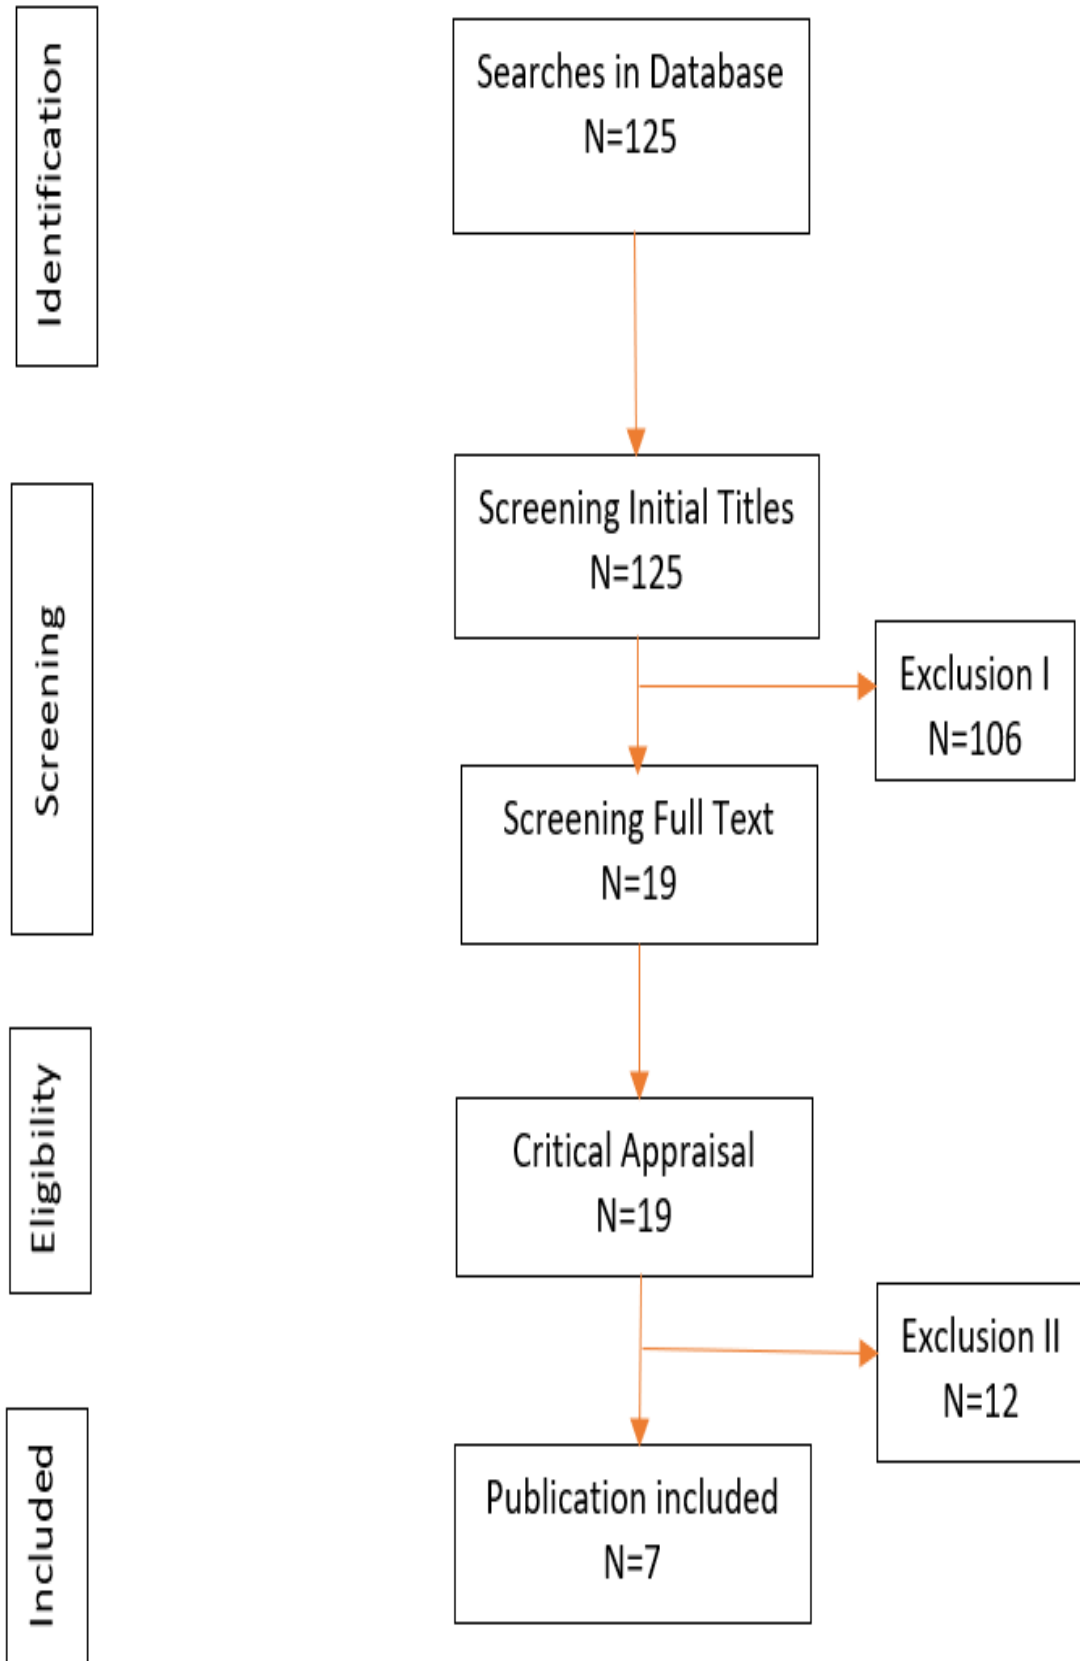 Identification
Searches in Database
N=125
Screening
Screening Initial Titles
N=125
Exclusion I
N=106
Screening Full Text
N=19
Eligibility
Critical Appraisal
N=19
Exclusion II
N=12
Included
Publication included
N=7